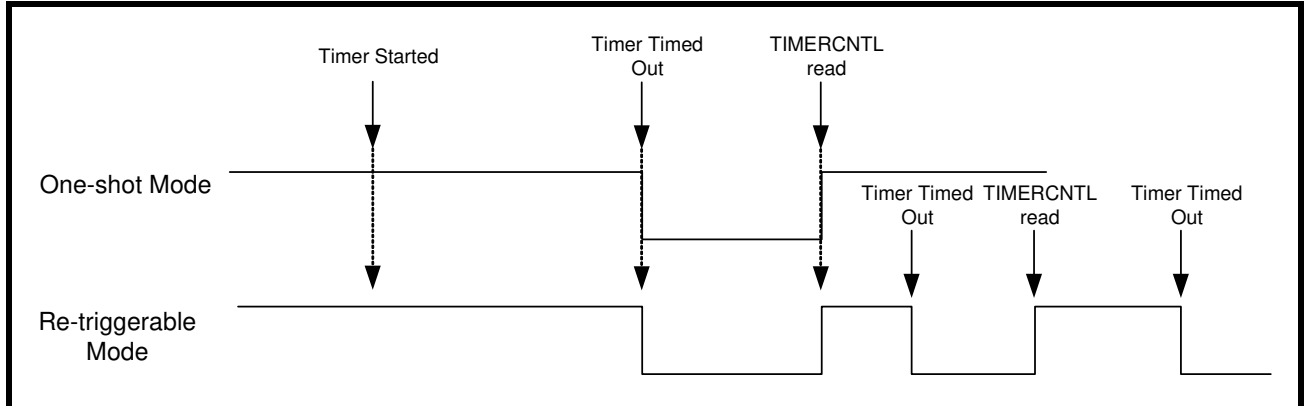 Timer Started
Timer Timed
Out
TIMERCNTL
read
One-shot Mode
Timer Timed
Out
TIMERCNTL
read
Timer Timed
Out
Re-triggerable
Mode